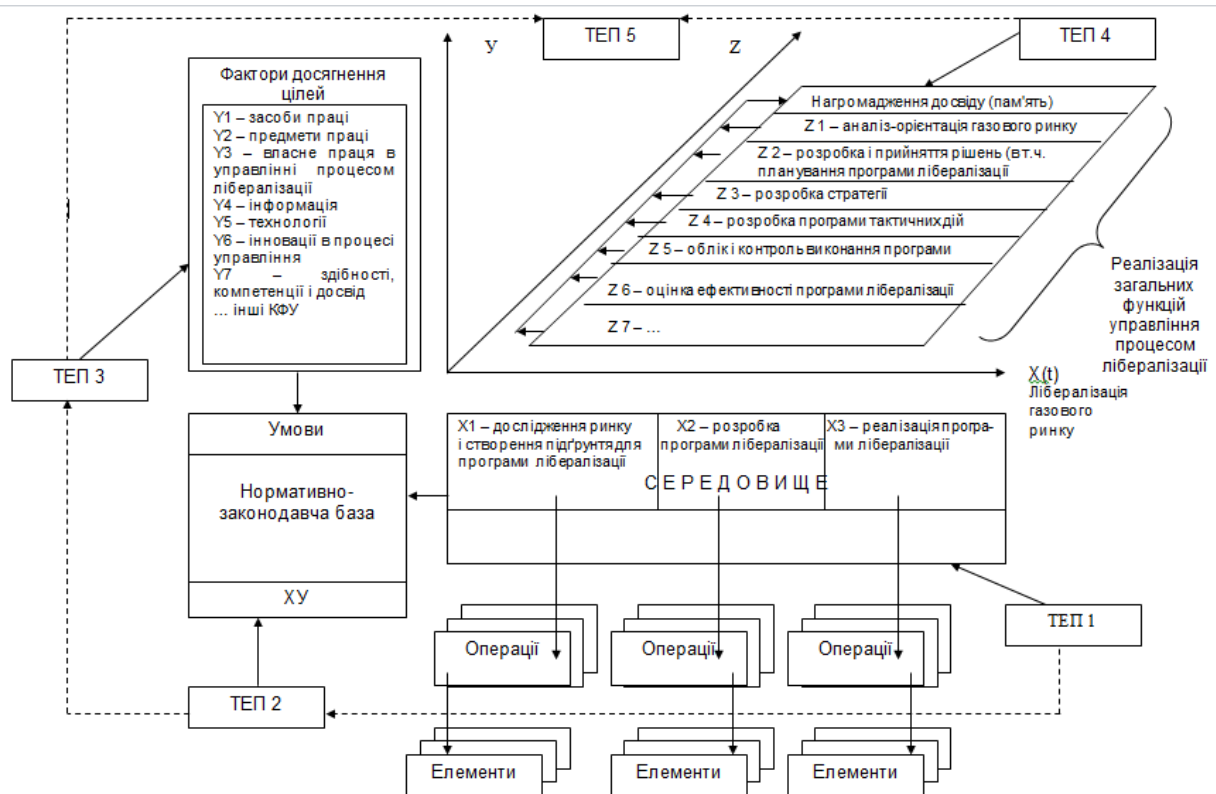 ТЕП 5
ТЕП 4
У
Z
Фактори досягнення
цілей
Y1 – засоби праці
Y2 – предмети праці
Y3 – власне праця в
управлінні процесом
лібералізації
Y4 – інформація
Y5 – технології
Y6 – інновації в процесі
управління
Y7 – здібності,
компетенції і досвід
... інші КФУ
Нагромадження досвіду (пам'ять)
Z 1 – аналіз-орієнтація газового ринку
Z 2 – розробка і прийняття рішень (в т.ч.
планування програми лібералізації
Z 3 – розробка стратегії
Z 4 – розробка програми тактичних дій
Z 5 – облік і контроль виконання програми
Z 6 – оцінка ефективності програми лібералізації
Z 7 – ...
Реалізація
загальних
функцій
управління
процесом
лібералізації
ТЕП 3
X(t)
Лібералізація
газового
ринку
Умови
Нормативно-
законодавча база
ХУ
X1 – дослідження ринку
і створення підґрунтя для
програми лібералізації
X2 – розробка
програми лібералізації
X3 – реалізація програ-
ми лібералізації
С Е Р Е Д О В И Щ Е
ТЕП 1
Операції
Операції
Операції
ТЕП 2
Елементи
Елементи
Елементи